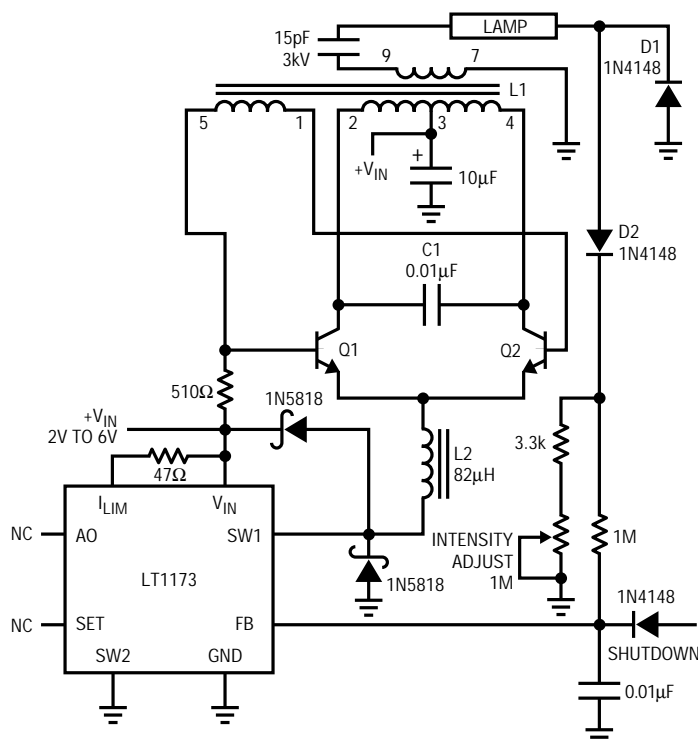 LAMP
15pF
3kV
D1
1N4148
9
7
L1
5
1
2
3
4
+VIN
+
10µF
D2
1N4148
C1
0.01µF
Q1
Q2
510Ω
1N5818
+VIN
2V TO 6V
3.3k
L2
82µH
47Ω
ILIM
VIN
NC
AO
SW1
INTENSITY
ADJUST
1M
1M
LT1173
1N5818
1N4148
NC
SET
FB
SHUTDOWN
SW2
GND
0.01µF